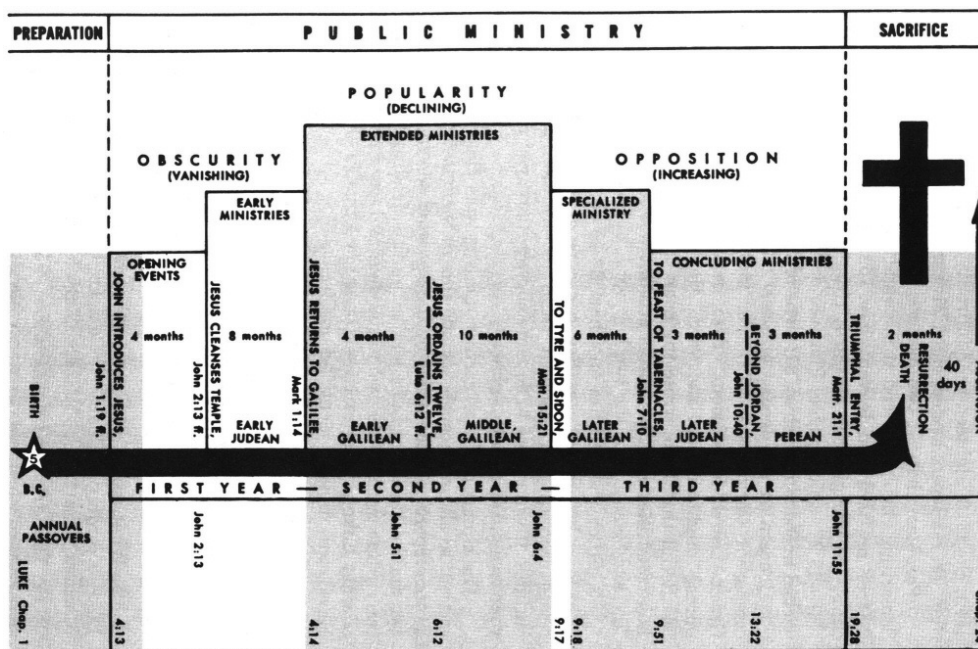 PREPARATION
PUBLIC MINISTRY
SACRIFICE
POPULARITY
(DECLINING)
EXTENDED MINISTRIES
OBSCURITY
(VANISHING)
OPPOSITION
(INCREASING)
EARLY
MINISTRIES
SPECIALIZED
MINISTRY
OPENING
EVENTS
CONCLUDING MINISTRIES
BIRTH
John 1:19 ff.
JOHN INTRODUCES JESUS,
4 months
John 2:13 ff.
JESUS CLEANSES TEMPLE,
8 months
Mark 1:14
JESUS RETURNS TO GALILEE,
4 months
JESUS ORDAINS TWELVE,
Luke 6:12 ff.
10 months
Matt. 15:21
TO TYRE AND SIDON,
6 months
John 7:10
TO FEAST OF TABERNACLES,
3 months
BEYOND JORDAN,
John 10:40
3 months
Matt. 21:1
TRIUMPHAL ENTRY,
2 months
DEATH
RESURRECTION
40
days
EARLY
JUDEAN
EARLY
GALILEAN
MIDDLE,
GALILEAN
LATER
GALILEAN
LATER
JUDEAN
PEREAN
5
B.C.
FIRST YEAR — SECOND YEAR — THIRD YEAR
ANNUAL
PASSOVERS
John 2:13
John 5:1
John 6:4
John 11:55
LUKE Chap. 1
4:13
4:14
6:12
9:17
9:18
9:51
13:22
19:28